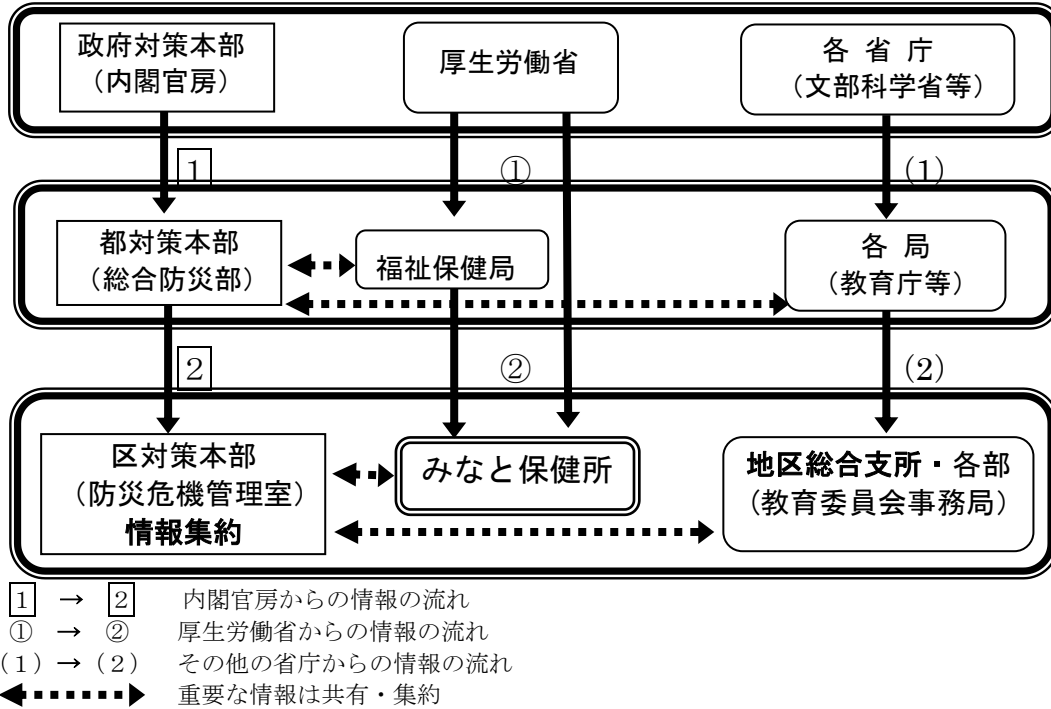 政府対策本部
（内閣官房）
厚生労働省
各 省 庁
（文部科学省等）
1
①
(1)
都対策本部
（総合防災部）
福祉保健局
各 局
（教育庁等）
2
②
(2)
区対策本部
（防災危機管理室）
情報集約
みなと保健所
地区総合支所・各部
（教育委員会事務局）
1 → 2 内閣官房からの情報の流れ
① → ② 厚生労働省からの情報の流れ
(1) → (2) その他の省庁からの情報の流れ
重要な情報は共有・集約